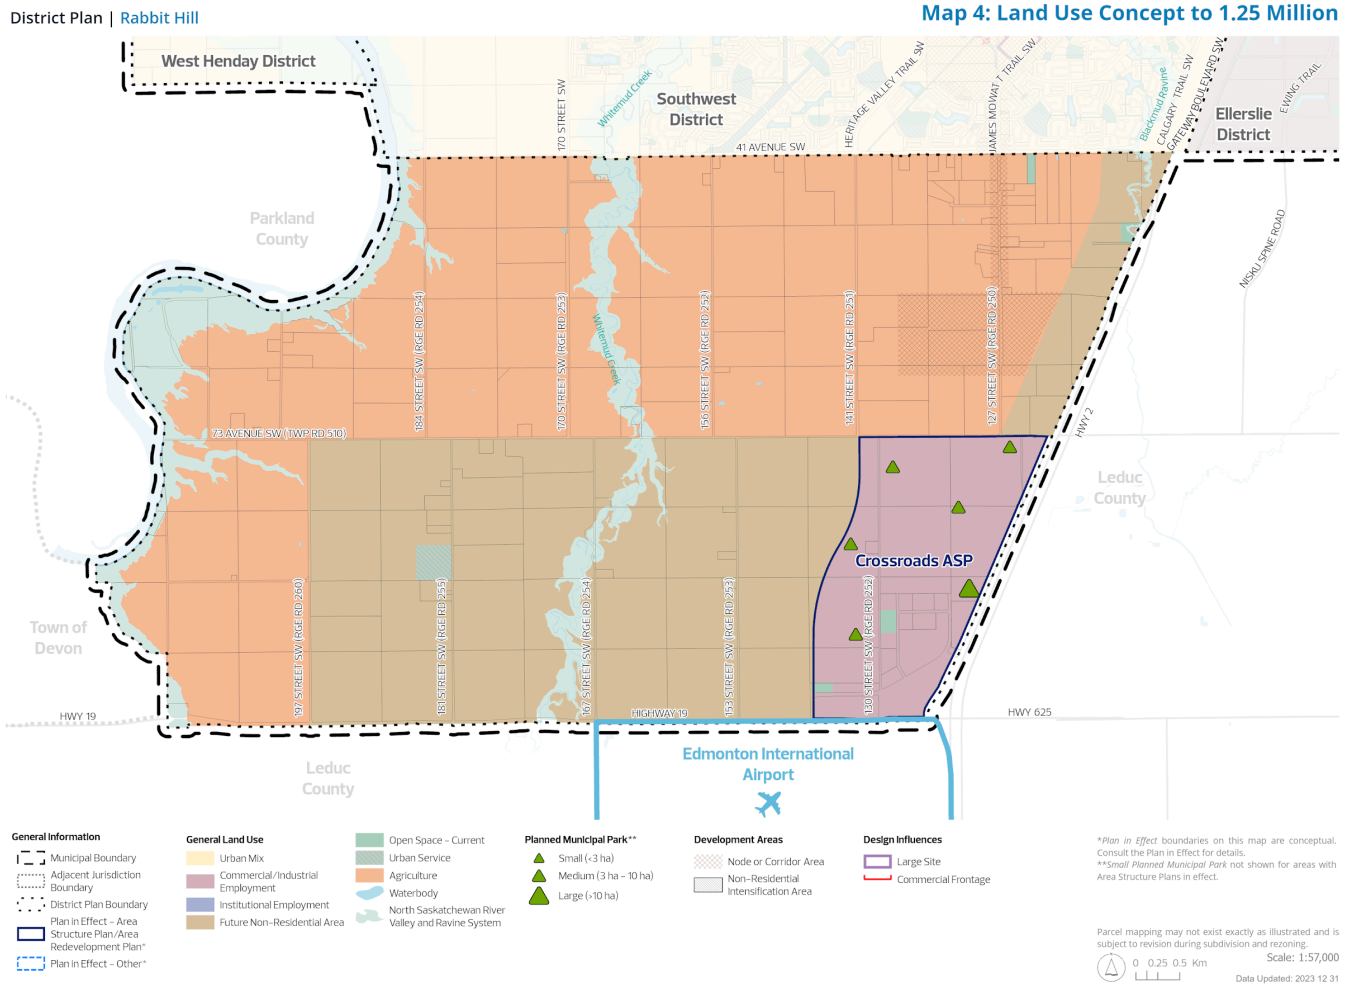 District Plan | Rabbit Hill
Map 4: Land Use Concept to 1.25 Million
West Henday District
Southwest
District
Ellerslie
District
Parkland
County
Leduc
County
Town of
Devon
Leduc
County
Whitemud Creek
Whitemud Creek
Blackmud Ravine
170 STREET SW
41 AVENUE SW
HERITAGE VALLEY TRAIL SW
JAMES MOWATT TRAIL SW
CALGARY TRAIL SW
GATEWAY BOULEVARD SW
EWING TRAIL
NISKU SPINE ROAD
184 STREET SW (RGE RD 254)
170 STREET SW (RGE RD 253)
156 STREET SW (RGE RD 252)
141 STREET SW (RGE RD 251)
127 STREET SW (RGE RD 250)
73 AVENUE SW (TWP RD 510)
HWY 2
Crossroads ASP
197 STREET SW (RGE RD 260)
181 STREET SW (RGE RD 255)
167 STREET SW (RGE RD 254)
153 STREET SW (RGE RD 253)
130 STREET SW (RGE RD 252)
HWY 19
HIGHWAY 19
HWY 625
Edmonton International
Airport
General Information
Municipal Boundary
Adjacent Jurisdiction
Boundary
District Plan Boundary
Plan in Effect – Area
Structure Plan/Area
Redevelopment Plan*
Plan in Effect – Other*
General Land Use
Urban Mix
Commercial/Industrial
Employment
Institutional Employment
Future Non-Residential Area
Open Space – Current
Urban Service
Agriculture
Waterbody
North Saskatchewan River
Valley and Ravine System
Planned Municipal Park**
Small (<3 ha)
Medium (3 ha – 10 ha)
Large (>10 ha)
Development Areas
Node or Corridor Area
Non-Residential
Intensification Area
Design Influences
Large Site
Commercial Frontage
*Plan in Effect boundaries on this map are conceptual.
Consult the Plan in Effect for details.
**Small Planned Municipal Park not shown for areas with
Area Structure Plans in effect.
Parcel mapping may not exist exactly as illustrated and is
subject to revision during subdivision and rezoning.
0 0.25 0.5 Km
Scale: 1:57,000
Data Updated: 2023 12 31